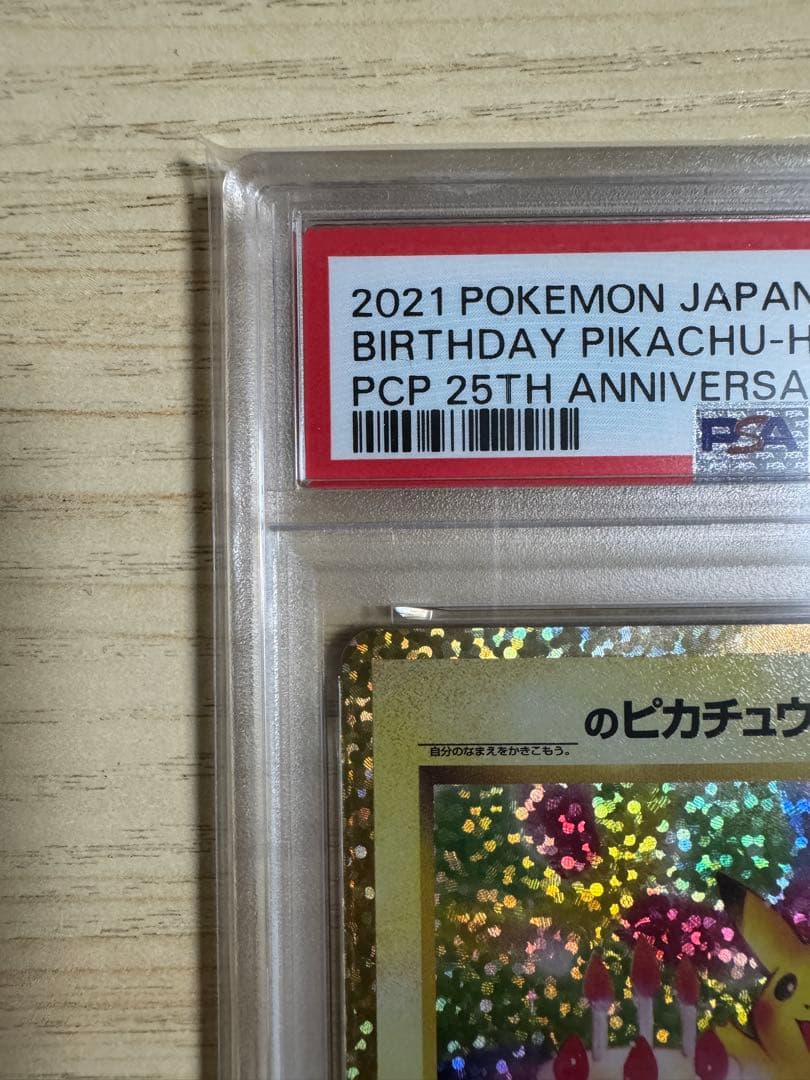 2021 POKEMON JAPAN
BIRTHDAY PIKACHU-H
PCP 25TH ANNIVERSA
PSA
のピカチュウ
自分のなまえをかきこもう。